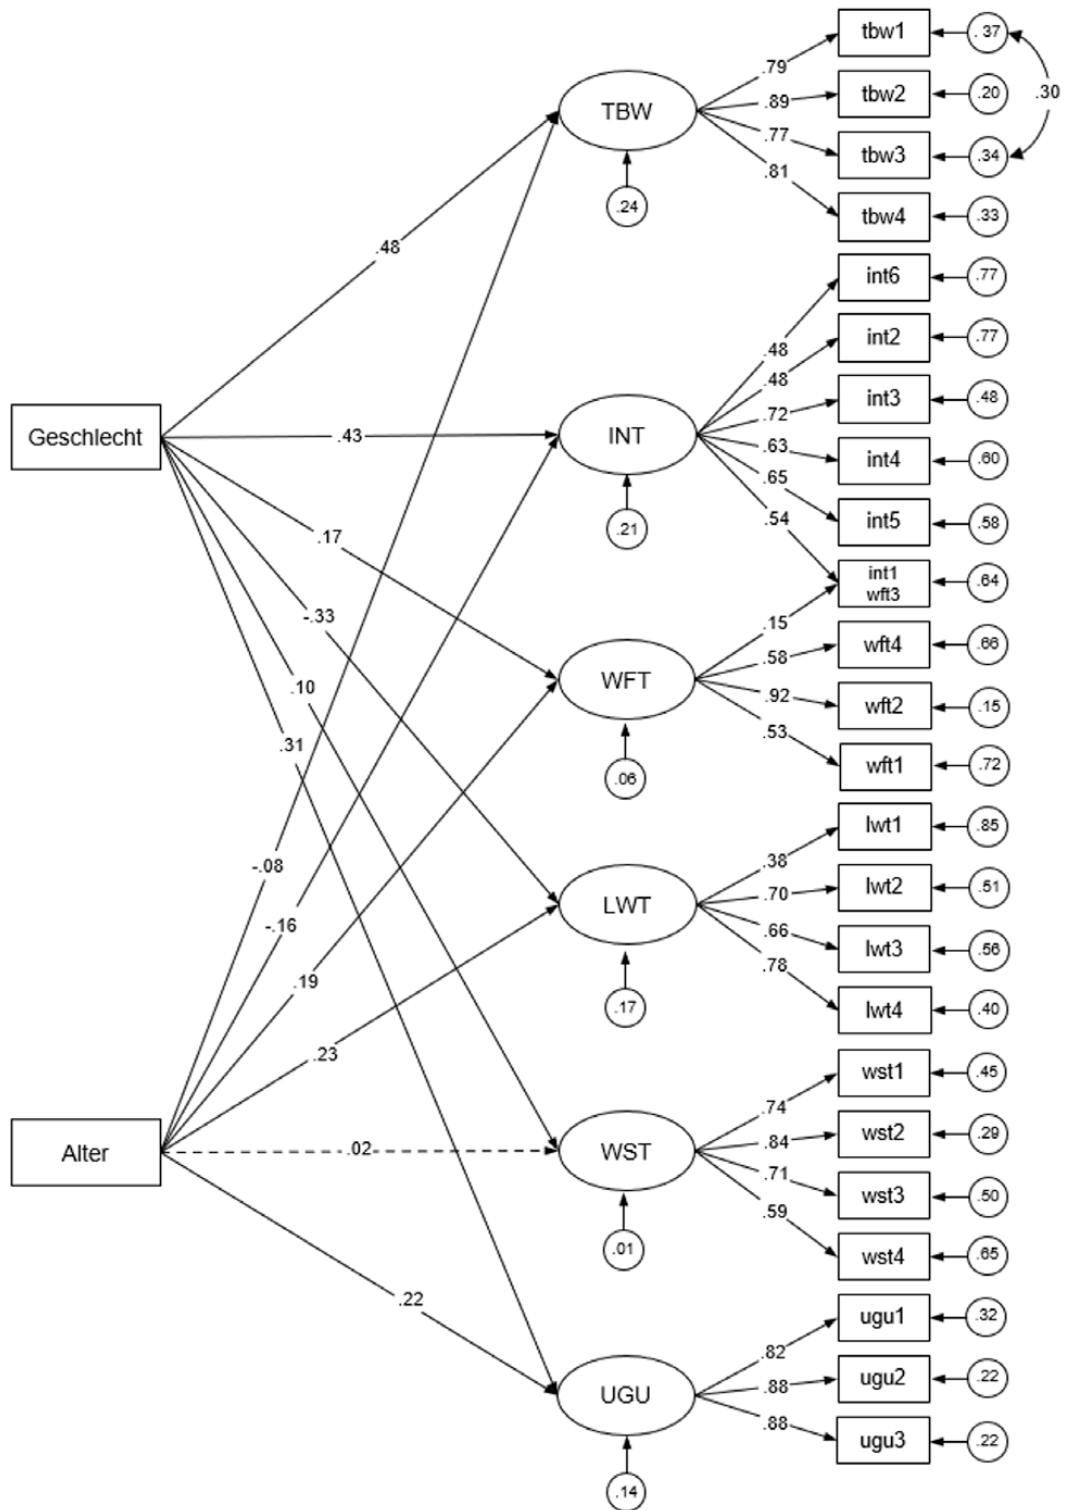 tbw1
.37
.79
tbw2
.20
.30
.89
TBW
.77
tbw3
.34
.81
.24
tbw4
.33
.48
int6
.77
int2
.77
.48
.48
int3
.48
.72
Geschlecht
.43
INT
.63
int4
.60
.65
.54
int5
.58
.21
.17
int1
wft3
.64
-.33
.15
wft4
.66
.58
WFT
.10
.92
wft2
.15
.53
.31
wft1
.72
.06
lwt1
.85
.38
-.08
lwt2
.51
.70
LWT
-.16
.66
lwt3
.56
.78
.19
lwt4
.40
.17
.23
wst1
.45
.74
wst2
.29
.84
Alter
.02
WST
.71
wst3
.50
.59
.01
wst4
.65
.22
ugu1
.32
.82
ugu2
.22
.88
UGU
.88
ugu3
.22
.14